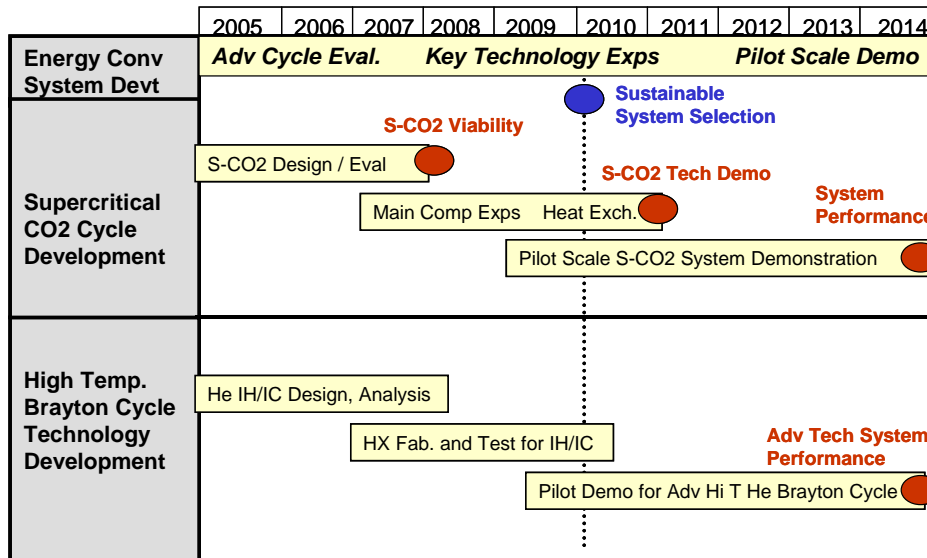 2005 2006 2007 2008 2009 2010 2011 2012 2013 2014
Energy Conv
System Devt
Adv Cycle Eval. Key Technology Exps Pilot Scale Demo
Sustainable
System Selection
S-CO2 Viability
S-CO2 Design / Eval
Supercritical
CO2 Cycle
Development
S-CO2 Tech Demo
Main Comp Exps Heat Exch.
System
Performance
Pilot Scale S-CO2 System Demonstration
High Temp.
Brayton Cycle
Technology
Development
He IH/IC Design, Analysis
HX Fab. and Test for IH/IC
Adv Tech System
Performance
Pilot Demo for Adv Hi T He Brayton Cycle